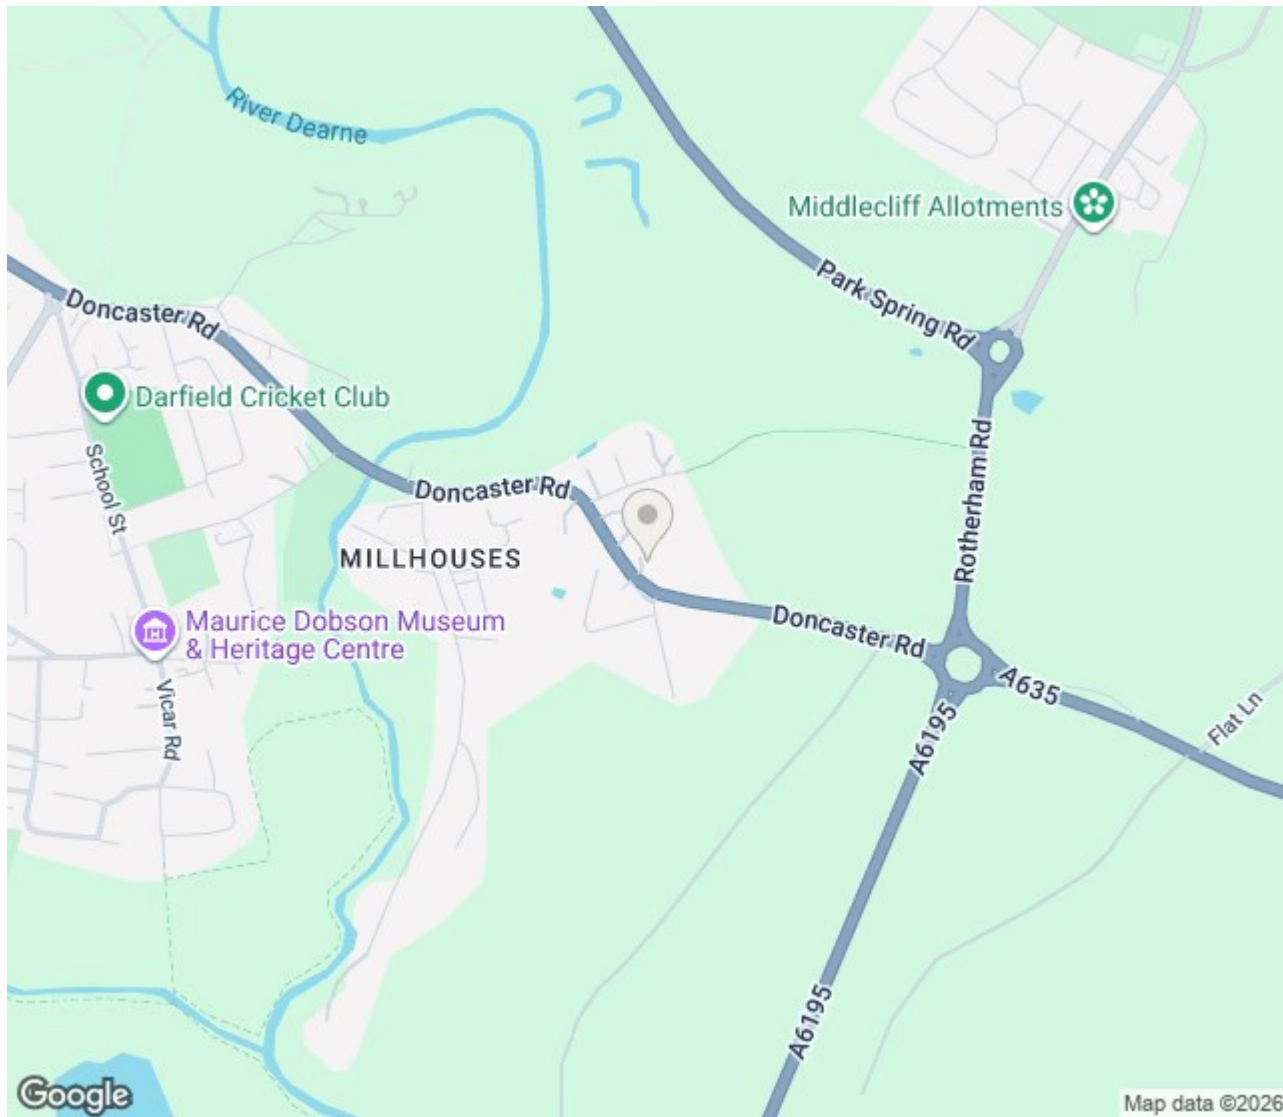 River Dearne
Middlecliff Allotments
Park Spring Rd
Doncaster Rd
Darfield Cricket Club
School St
Doncaster Rd
Rotherham Rd
MILLHOUSES
Maurice Dobson Museum
& Heritage Centre
Doncaster Rd
A635
Vicar Rd
A6195
Flat Ln
A6195
Google
Map data ©2026